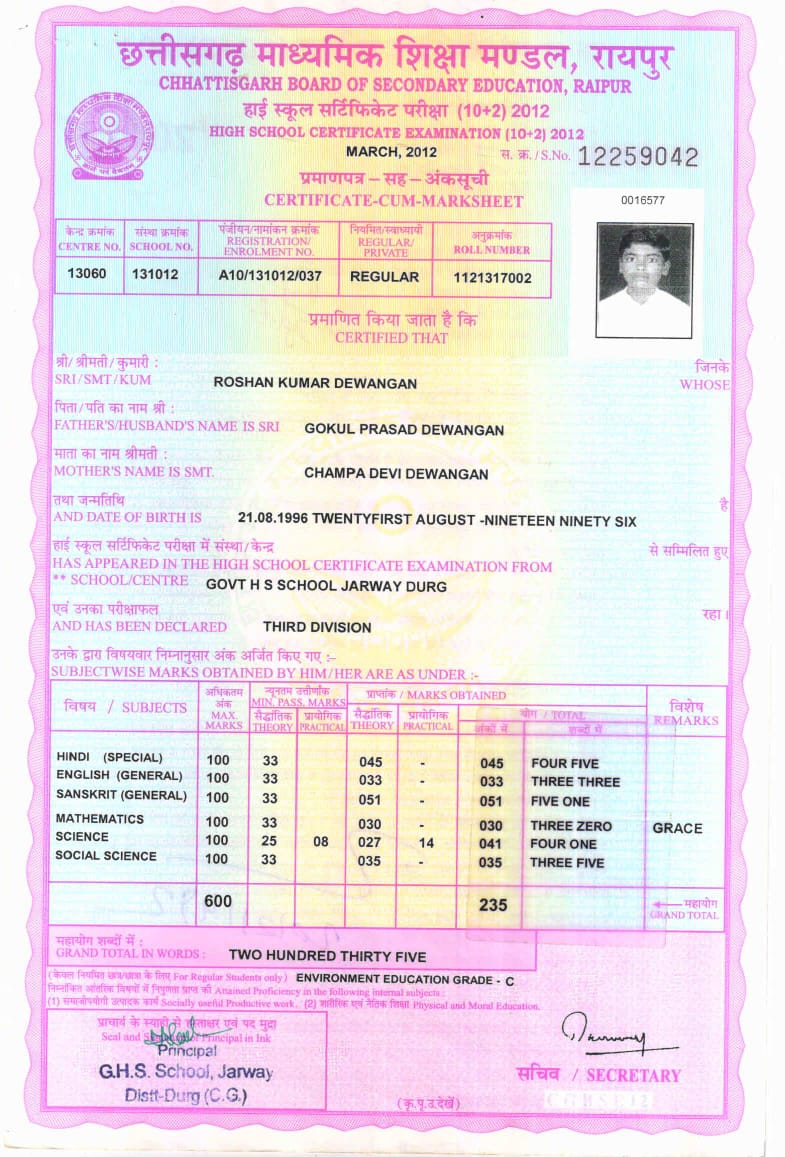 छत्तीसगढ़ माध्यमिक शिक्षा मण्डल, रायपुर
CHHATTISGARH BOARD OF SECONDARY EDUCATION, RAIPUR
हाई स्कूल सर्टिफिकेट परीक्षा (10+2) 2012
HIGH SCHOOL CERTIFICATE EXAMINATION (10+2) 2012
MARCH, 2012
स. क्र. / S.No. 12259042
प्रमाणपत्र – सह – अंकसूची
CERTIFICATE-CUM-MARKSHEET
0016577
केन्द्र क्रमांक संस्था क्रमांक पंजीयन/नामांकन क्रमांक नियमित/स्वाध्यायी अनुक्रमांक
CENTRE NO. SCHOOL NO. REGISTRATION/ ENROLMENT NO. REGULAR/ PRIVATE ROLL NUMBER
13060 131012 A10/131012/037 REGULAR 1121317002
प्रमाणित किया जाता है कि
CERTIFIED THAT
श्री/ श्रीमती/ कुमारी : जिनके
SRI/SMT/KUM ROSHAN KUMAR DEWANGAN WHOSE
पिता/पति का नाम श्री :
FATHER'S/HUSBAND'S NAME IS SRI GOKUL PRASAD DEWANGAN
माता का नाम श्रीमती :
MOTHER'S NAME IS SMT. CHAMPA DEVI DEWANGAN
तथा जन्मतिथि है
AND DATE OF BIRTH IS 21.08.1996 TWENTYFIRST AUGUST -NINETEEN NINETY SIX
हाई स्कूल सर्टिफिकेट परीक्षा में संस्था/केन्द्र से सम्मिलित हुए
HAS APPEARED IN THE HIGH SCHOOL CERTIFICATE EXAMINATION FROM
** SCHOOL/CENTRE GOVT H S SCHOOL JARWAY DURG
एवं उनका परीक्षाफल रहा।
AND HAS BEEN DECLARED THIRD DIVISION
उनके द्वारा विषयवार निम्नानुसार अंक अर्जित किए गए :–
SUBJECTWISE MARKS OBTAINED BY HIM/HER ARE AS UNDER :-
विषय / SUBJECTS अधिकतम अंक MAX. MARKS न्यूनतम उत्तीर्णांक MIN. PASS. MARKS प्राप्तांक / MARKS OBTAINED विशेष REMARKS
सैद्धांतिक THEORY प्रायोगिक PRACTICAL सैद्धांतिक THEORY प्रायोगिक PRACTICAL योग / TOTAL
अंकों में शब्दों में
HINDI (SPECIAL) 100 33 045 - 045 FOUR FIVE
ENGLISH (GENERAL) 100 33 033 - 033 THREE THREE
SANSKRIT (GENERAL) 100 33 051 - 051 FIVE ONE
MATHEMATICS 100 33 030 - 030 THREE ZERO GRACE
SCIENCE 100 25 08 027 14 041 FOUR ONE
SOCIAL SCIENCE 100 33 035 - 035 THREE FIVE
600 235 महायोग
GRAND TOTAL
महायोग शब्दों में :
GRAND TOTAL IN WORDS : TWO HUNDRED THIRTY FIVE
(केवल नियमित छात्र/छात्रा के लिए For Regular Students only) ENVIRONMENT EDUCATION GRADE - C
निम्नांकित आंतरिक विषयों में निपुणता प्राप्त की Attained Proficiency in the following internal subjects :
(1) समाजोपयोगी उत्पादक कार्य Socially useful Productive work. (2) शारीरिक एवं नैतिक शिक्षा Physical and Moral Education.
प्राचार्य के स्याही से हस्ताक्षर एवं पद मुद्रा
Seal and Signature of Principal in Ink
Principal
G.H.S. School, Jarway
Distt-Durg (C.G.)
सचिव / SECRETARY
CGBSE 12
(कृ.पृ.उ.देखें)